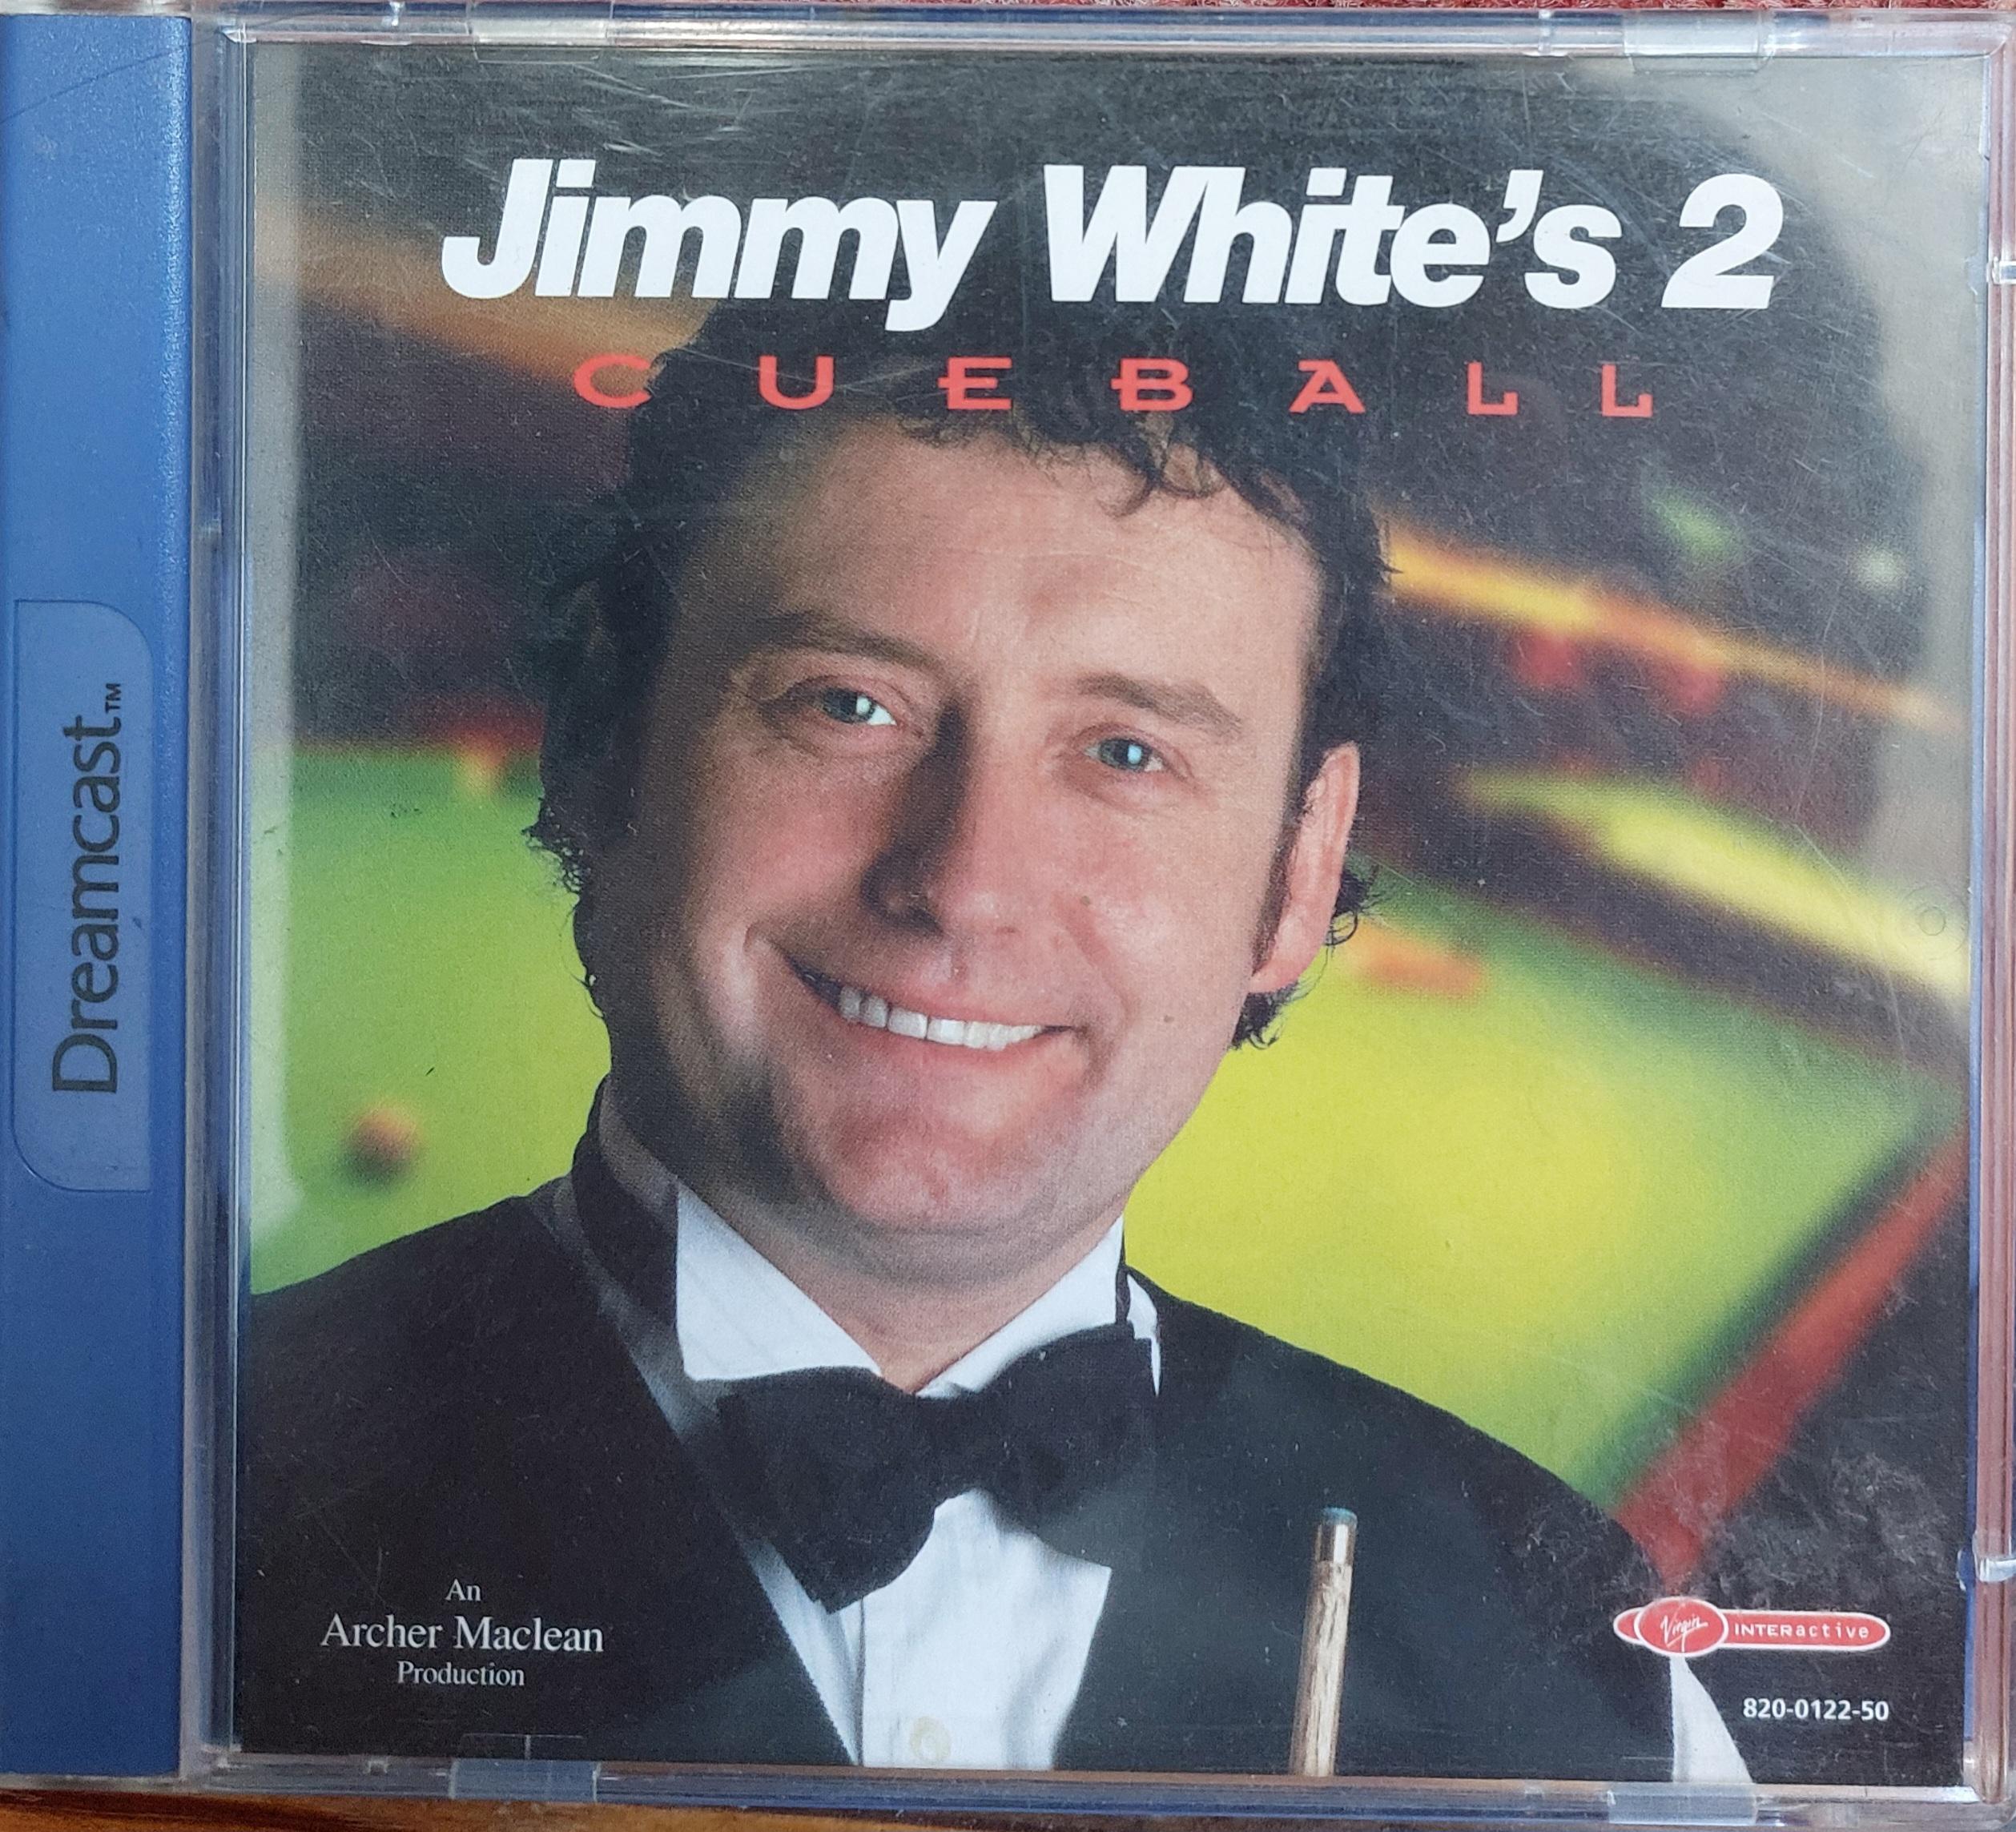 Jimmy White's 2
CUEBALL
Dreamcast™
An
Archer Maclean
Production
Virgin INTERactive
820-0122-50